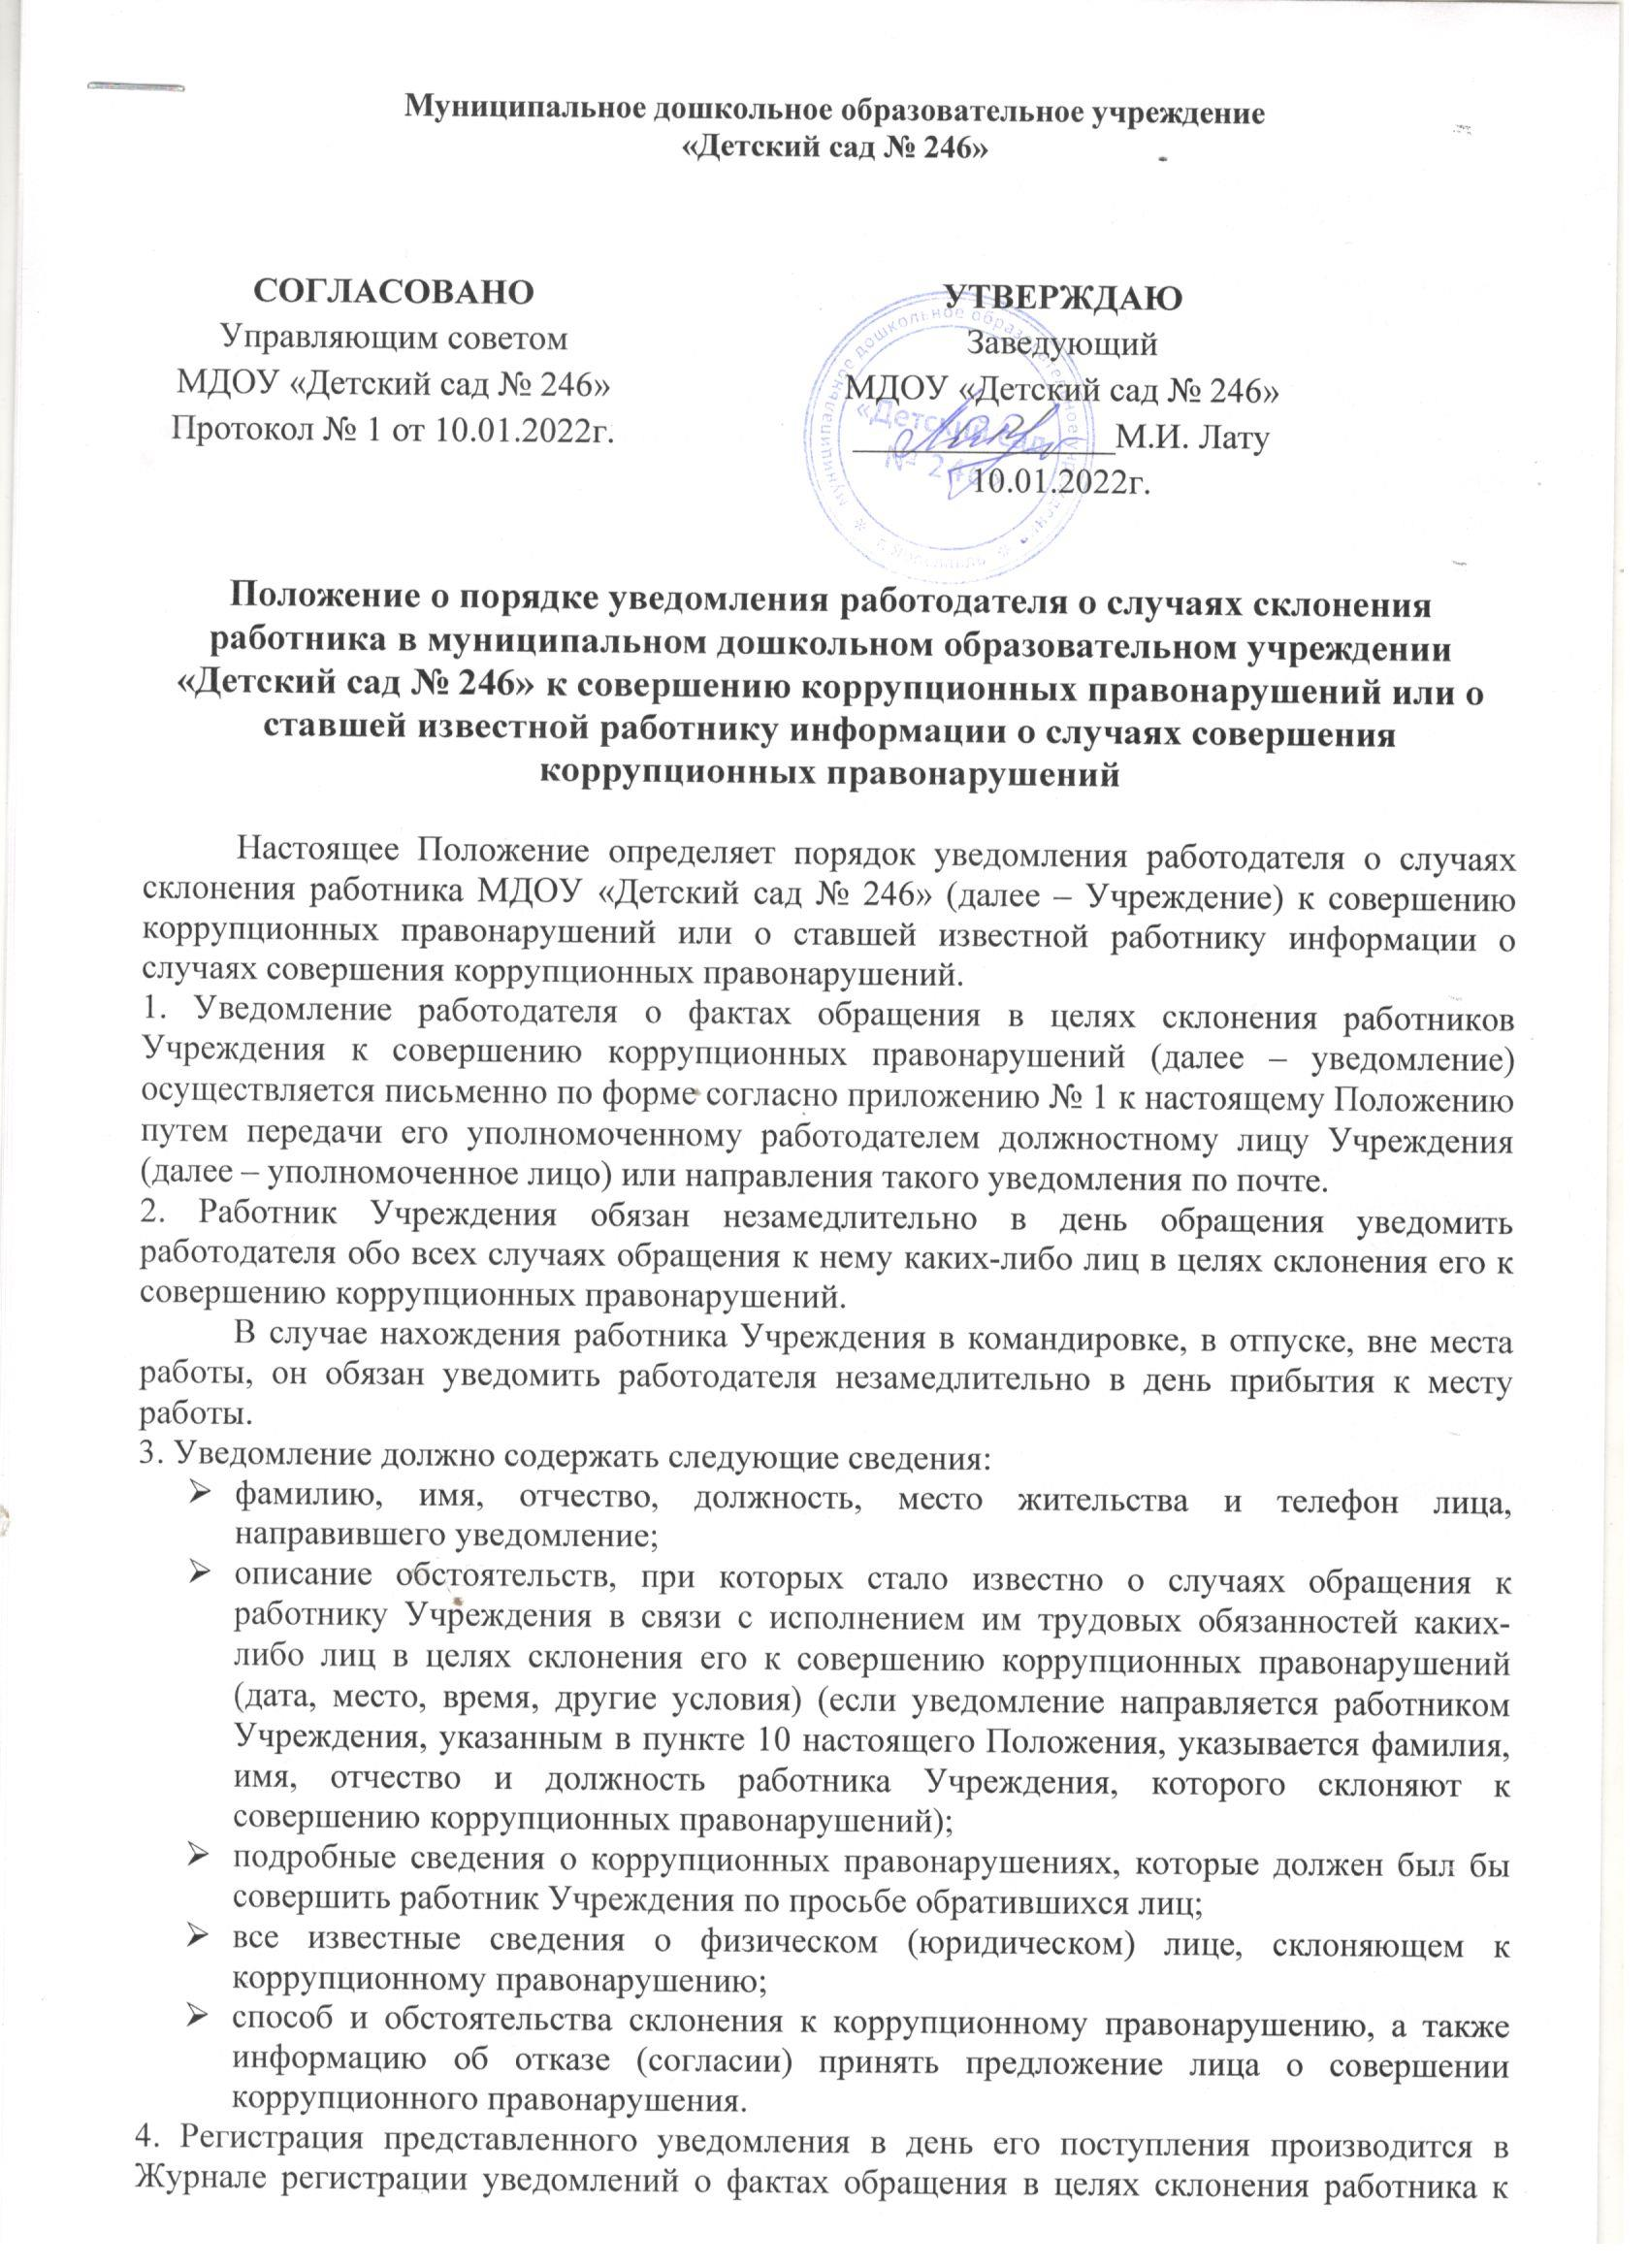 Муниципальное дошкольное образовательное учреждение
«Детский сад № 246»
СОГЛАСОВАНО
Управляющим советом
МДОУ «Детский сад № 246»
Протокол № 1 от 10.01.2022г.
УТВЕРЖДАЮ
Заведующий
МДОУ «Детский сад № 246»
_______________М.И. Лату
10.01.2022г.
муниципальное дошкольное образовательное
«Детский сад
№ 246»
Положение о порядке уведомления работодателя о случаях склонения
работника в муниципальном дошкольном образовательном учреждении
«Детский сад № 246» к совершению коррупционных правонарушений или о
ставшей известной работнику информации о случаях совершения
коррупционных правонарушений
Настоящее Положение определяет порядок уведомления работодателя о случаях
склонения работника МДОУ «Детский сад № 246» (далее – Учреждение) к совершению
коррупционных правонарушений или о ставшей известной работнику информации о
случаях совершения коррупционных правонарушений.
1. Уведомление работодателя о фактах обращения в целях склонения работников
Учреждения к совершению коррупционных правонарушений (далее – уведомление)
осуществляется письменно по форме согласно приложению № 1 к настоящему Положению
путем передачи его уполномоченному работодателем должностному лицу Учреждения
(далее – уполномоченное лицо) или направления такого уведомления по почте.
2. Работник Учреждения обязан незамедлительно в день обращения уведомить
работодателя обо всех случаях обращения к нему каких-либо лиц в целях склонения его к
совершению коррупционных правонарушений.
В случае нахождения работника Учреждения в командировке, в отпуске, вне места
работы, он обязан уведомить работодателя незамедлительно в день прибытия к месту
работы.
3. Уведомление должно содержать следующие сведения:
➢ фамилию, имя, отчество, должность, место жительства и телефон лица,
направившего уведомление;
➢ описание обстоятельств, при которых стало известно о случаях обращения к
работнику Учреждения в связи с исполнением им трудовых обязанностей каких-
либо лиц в целях склонения его к совершению коррупционных правонарушений
(дата, место, время, другие условия) (если уведомление направляется работником
Учреждения, указанным в пункте 10 настоящего Положения, указывается фамилия,
имя, отчество и должность работника Учреждения, которого склоняют к
совершению коррупционных правонарушений);
➢ подробные сведения о коррупционных правонарушениях, которые должен был бы
совершить работник Учреждения по просьбе обратившихся лиц;
➢ все известные сведения о физическом (юридическом) лице, склоняющем к
коррупционному правонарушению;
➢ способ и обстоятельства склонения к коррупционному правонарушению, а также
информацию об отказе (согласии) принять предложение лица о совершении
коррупционного правонарушения.
4. Регистрация представленного уведомления в день его поступления производится в
Журнале регистрации уведомлений о фактах обращения в целях склонения работника к